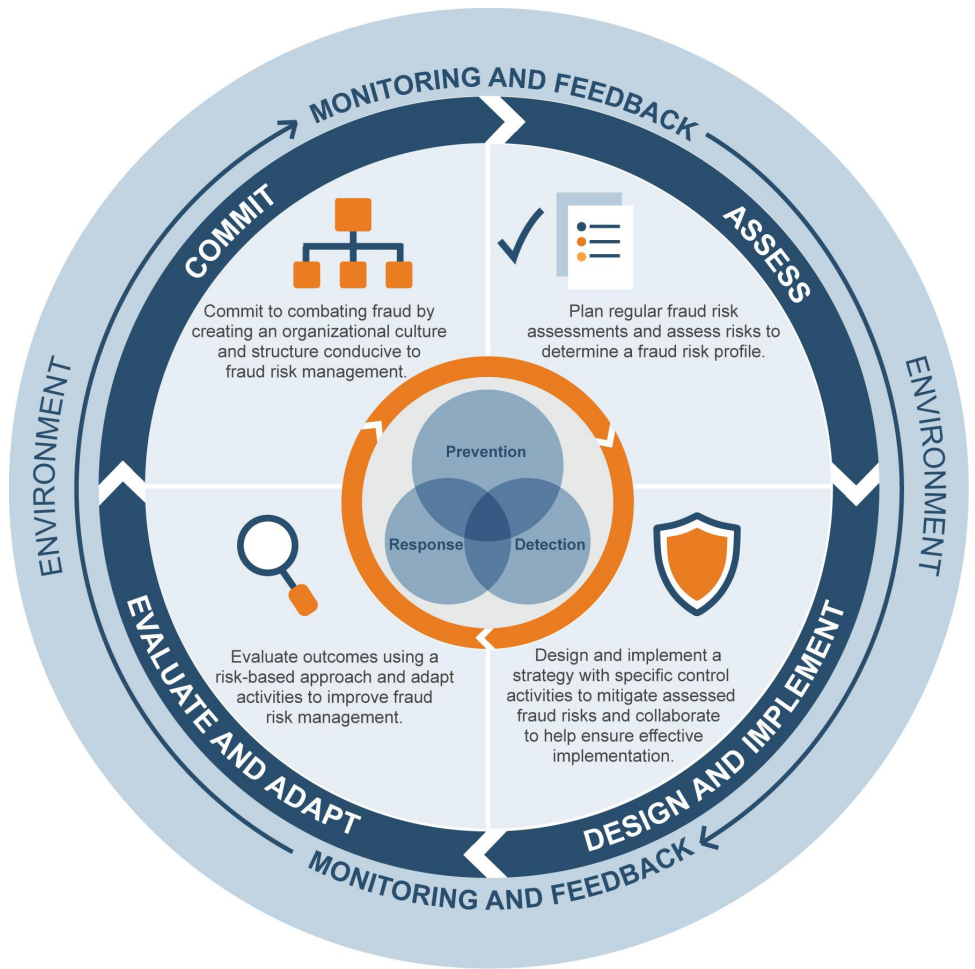 MONITORING AND FEEDBACK
COMMIT
ASSESS
Commit to combating fraud by
creating an organizational culture
and structure conducive to
fraud risk management.
Plan regular fraud risk
assessments and assess risks to
determine a fraud risk profile.
ENVIRONMENT
ENVIRONMENT
Prevention
Response
Detection
Evaluate outcomes using a
risk-based approach and adapt
activities to improve fraud
risk management.
Design and implement a
strategy with specific control
activities to mitigate assessed
fraud risks and collaborate
to help ensure effective
implementation.
EVALUATE AND ADAPT
DESIGN AND IMPLEMENT
MONITORING AND FEEDBACK